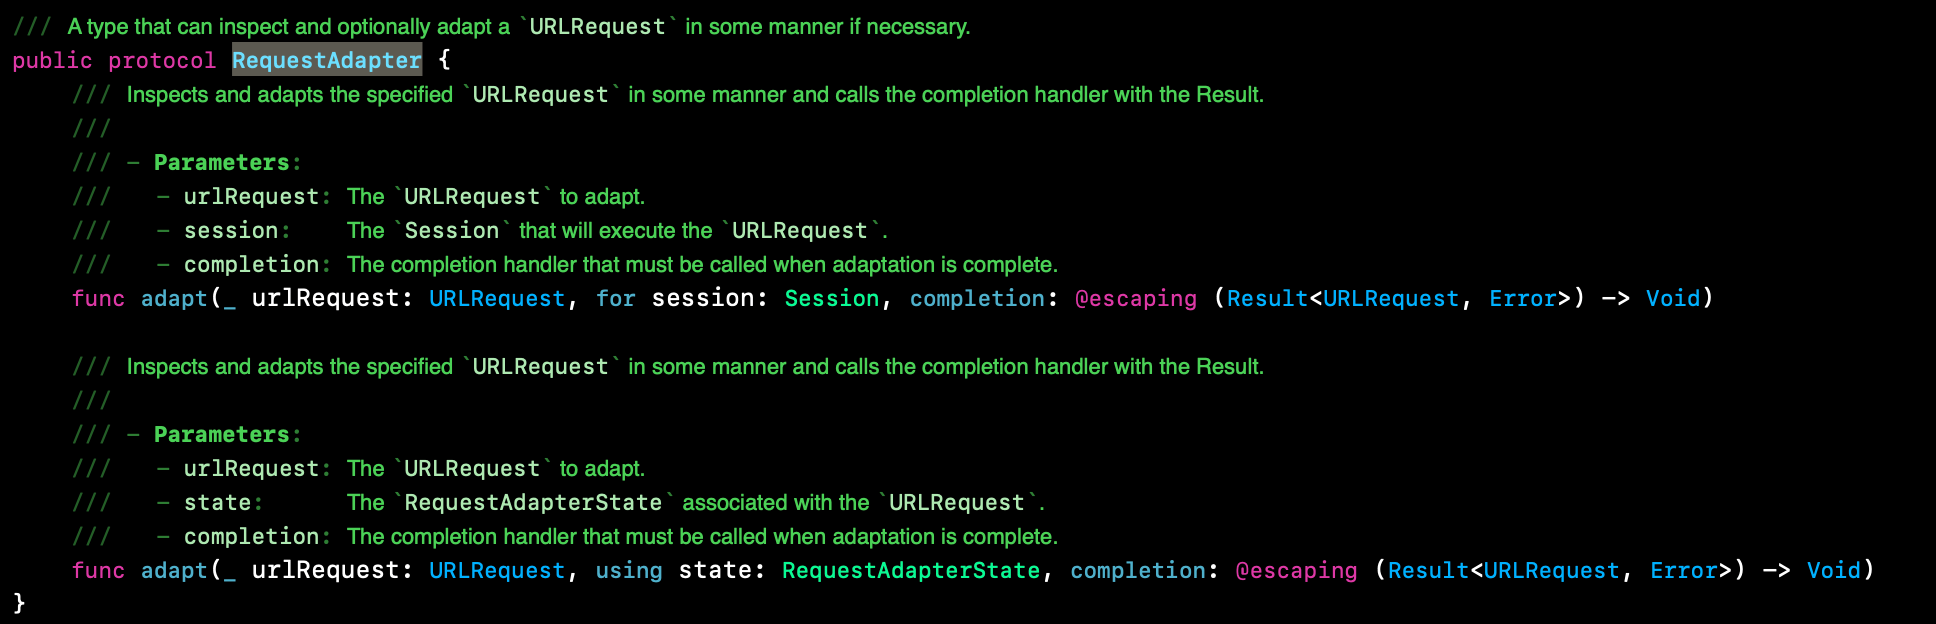 /// A type that can inspect and optionally adapt a `URLRequest` in some manner if necessary.
public protocol RequestAdapter {
    /// Inspects and adapts the specified `URLRequest` in some manner and calls the completion handler with the Result.
    ///
    /// - Parameters:
    ///   - urlRequest: The `URLRequest` to adapt.
    ///   - session:    The `Session` that will execute the `URLRequest`.
    ///   - completion: The completion handler that must be called when adaptation is complete.
    func adapt(_ urlRequest: URLRequest, for session: Session, completion: @escaping (Result<URLRequest, Error>) -> Void)

    /// Inspects and adapts the specified `URLRequest` in some manner and calls the completion handler with the Result.
    ///
    /// - Parameters:
    ///   - urlRequest: The `URLRequest` to adapt.
    ///   - state:      The `RequestAdapterState` associated with the `URLRequest`.
    ///   - completion: The completion handler that must be called when adaptation is complete.
    func adapt(_ urlRequest: URLRequest, using state: RequestAdapterState, completion: @escaping (Result<URLRequest, Error>) -> Void)
}